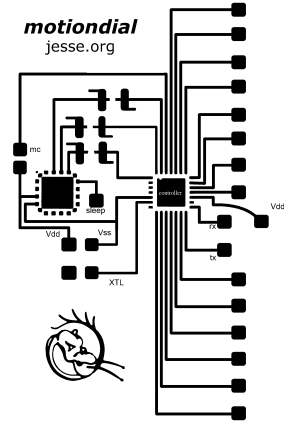 motiondial
jesse.org
mc
controller
sleep
Vdd
Vdd
Vss
rx
tx
XTL